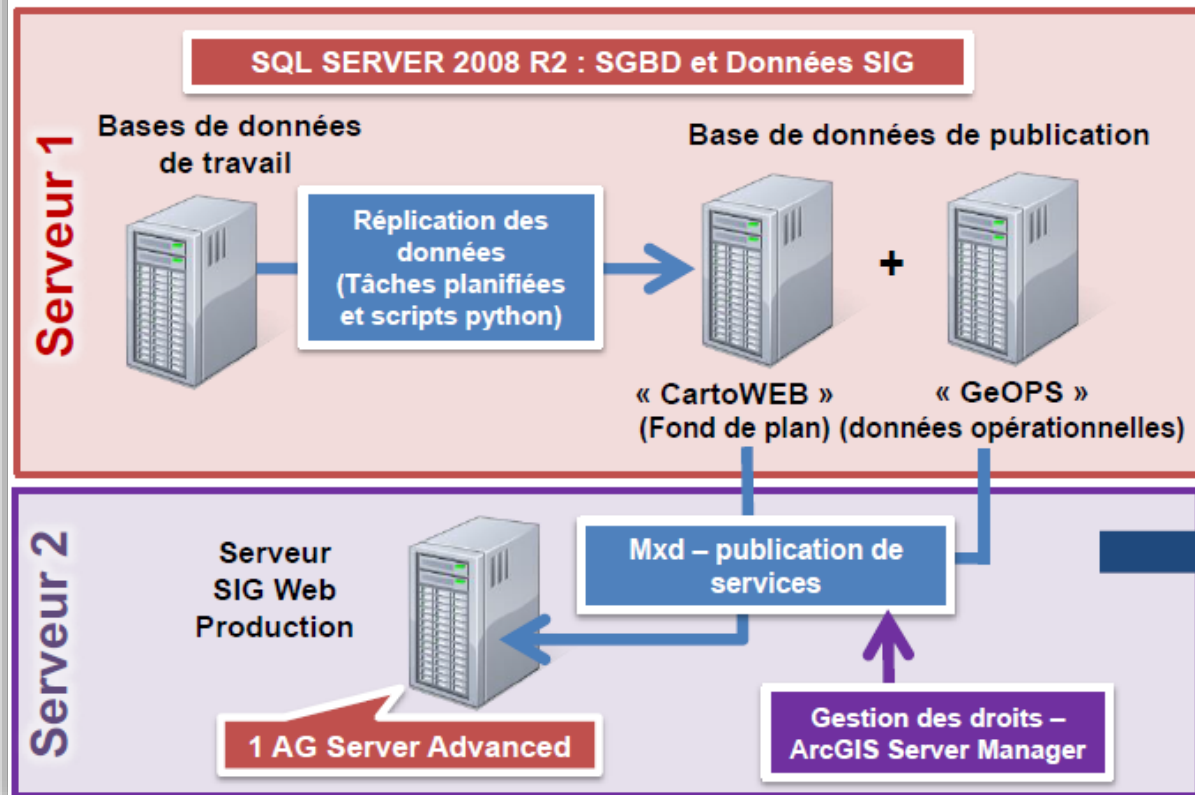 SQL SERVER 2008 R2 : SGBD et Données SIG
Serveur 1
Bases de données
de travail
Réplication des
données
(Tâches planifiées
et scripts python)
Base de données de publication
+
« CartoWEB »
(Fond de plan)
« GeOPS »
(données opérationnelles)
Serveur 2
Serveur
SIG Web
Production
Mxd – publication de
services
1 AG Server Advanced
Gestion des droits –
ArcGIS Server Manager